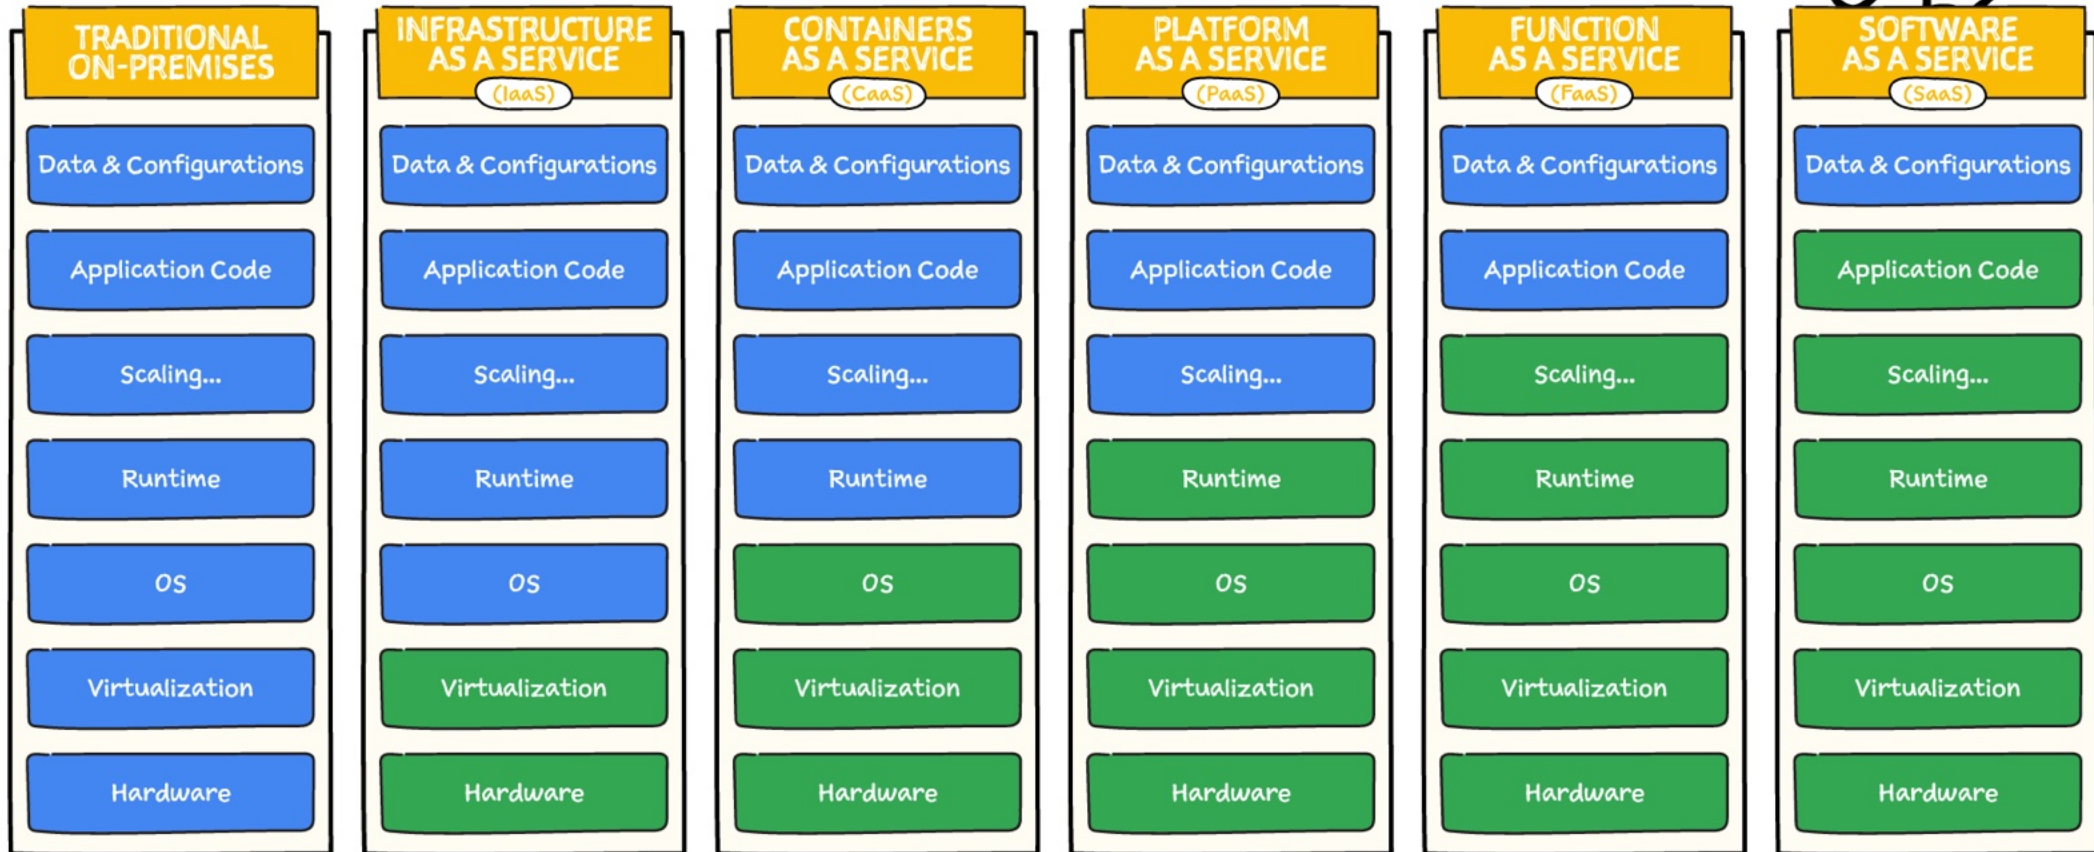 TRADITIONAL
ON-PREMISES
Data & Configurations
Application Code
Scaling...
Runtime
OS
Virtualization
Hardware
INFRASTRUCTURE
AS A SERVICE
(IaaS)
Data & Configurations
Application Code
Scaling...
Runtime
OS
Virtualization
Hardware
CONTAINERS
AS A SERVICE
(CaaS)
Data & Configurations
Application Code
Scaling...
Runtime
OS
Virtualization
Hardware
PLATFORM
AS A SERVICE
(PaaS)
Data & Configurations
Application Code
Scaling...
Runtime
OS
Virtualization
Hardware
FUNCTION
AS A SERVICE
(FaaS)
Data & Configurations
Application Code
Scaling...
Runtime
OS
Virtualization
Hardware
SOFTWARE
AS A SERVICE
(SaaS)
Data & Configurations
Application Code
Scaling...
Runtime
OS
Virtualization
Hardware